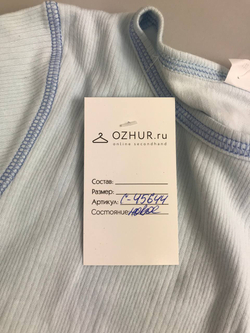 OZHUR.ru
online secondhand
Состав:
Размер:
Артикул: С-45644
Состояние: новое